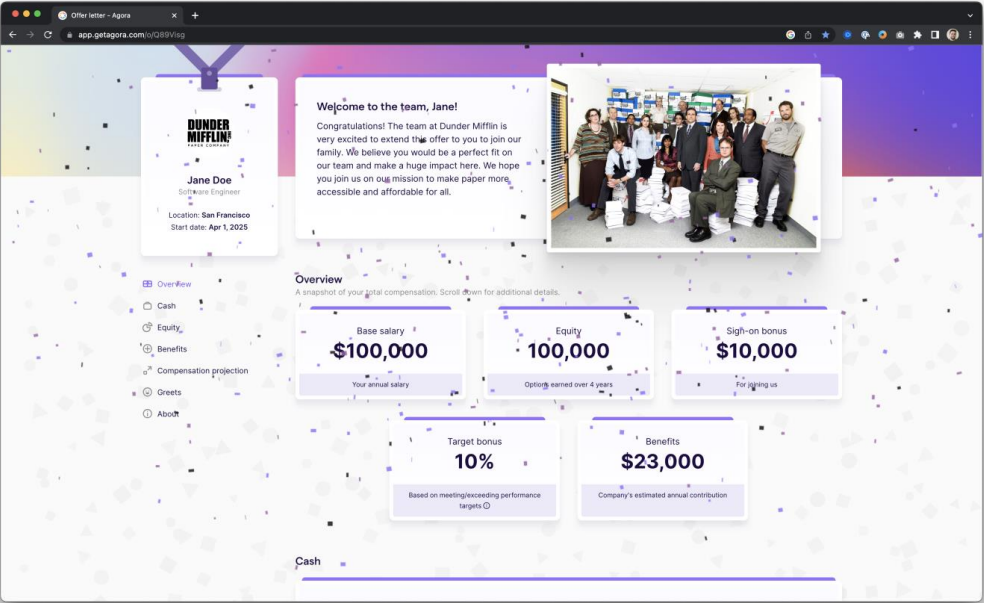 Offer letter - Agora
app.getagora.com/o/Q89Visg
DUNDER
MIFFLIN
PAPER COMPANY
Jane Doe
Software Engineer
Location: San Francisco
Start date: Apr 1, 2025
Welcome to the team, Jane!
Congratulations! The team at Dunder Mifflin is
very excited to extend this offer to you to join our
family. We believe you would be a perfect fit on
our team and make a huge impact here. We hope
you join us on our mission to make paper more
accessible and affordable for all.
Overview
Cash
Equity
Benefits
Compensation projection
Greets
About
Overview
A snapshot of your total compensation. Scroll down for additional details.
Base salary
$100,000
Your annual salary
Equity
100,000
Options earned over 4 years
Sign-on bonus
$10,000
For joining us
Target bonus
10%
Based on meeting/exceeding performance
targets
Benefits
$23,000
Company's estimated annual contribution
Cash